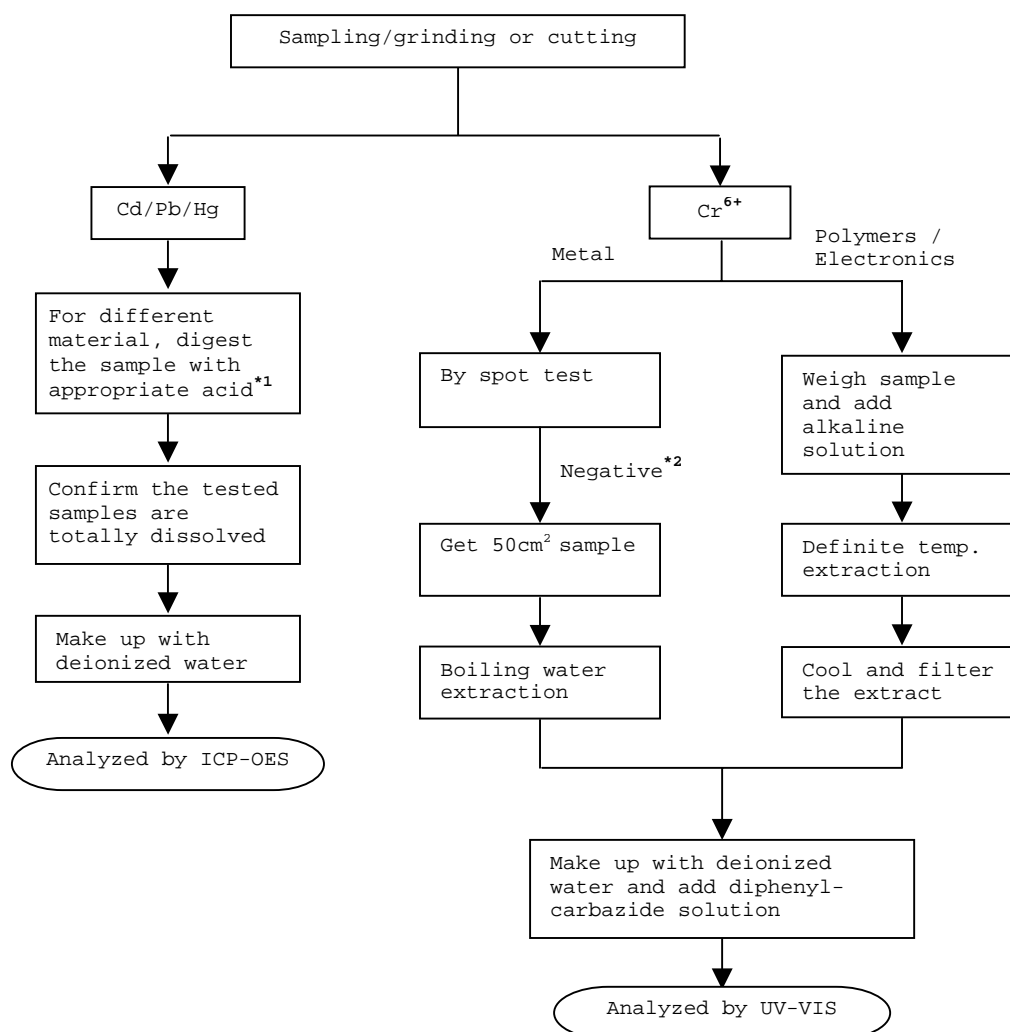 Sampling/grinding or cutting
Cd/Pb/Hg
For different
material, digest
the sample with
appropriate acid*1
Confirm the tested
samples are
totally dissolved
Make up with
deionized water
Analyzed by ICP-OES
Cr6+
Metal
By spot test
Negative*2
Get 50cm2 sample
Boiling water
extraction
Polymers /
Electronics
Weigh sample
and add
alkaline
solution
Definite temp.
extraction
Cool and filter
the extract
Make up with deionized
water and add diphenyl-
carbazide solution
Analyzed by UV-VIS